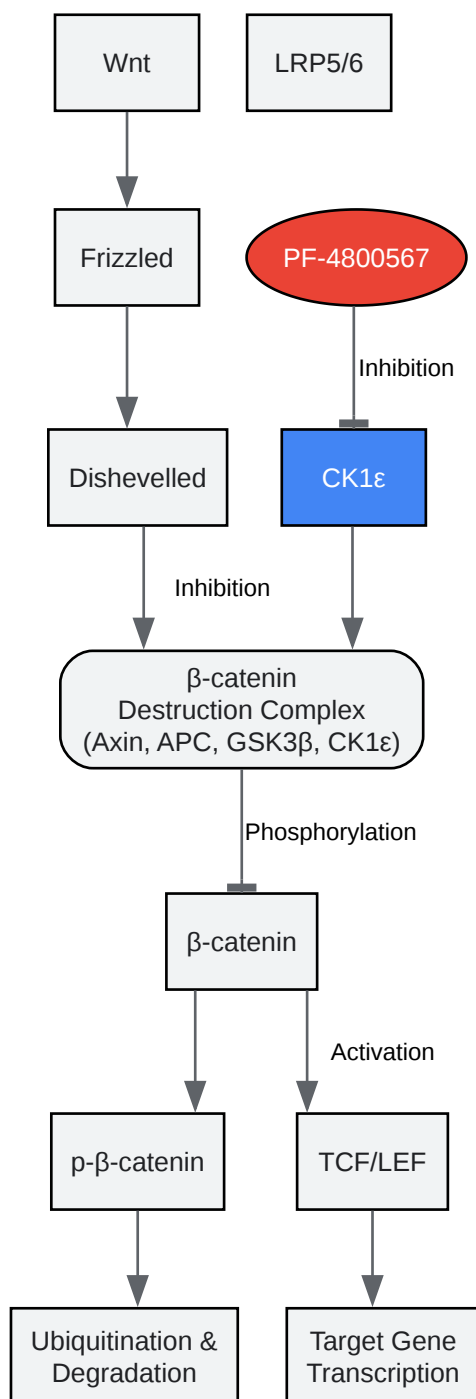 Wnt
LRP5/6
Frizzled
PF-4800567
Inhibition
Dishevelled
CK1ε
Inhibition
β-catenin
Destruction Complex
(Axin, APC, GSK3β, CK1ε)
Phosphorylation
β-catenin
Activation
p-β-catenin
TCF/LEF
Ubiquitination &
Degradation
Target Gene
Transcription